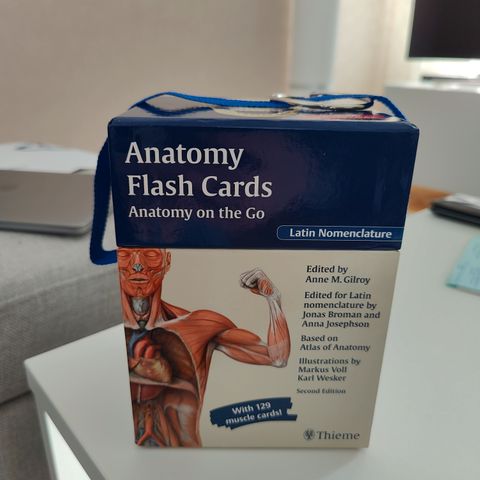 Anatomy
Flash Cards
Anatomy on the Go
Latin Nomenclature
Edited by
Anne M. Gilroy
Edited for Latin
nomenclature by
Jonas Broman and
Anna Josephson
Based on
Atlas of Anatomy
Illustrations by
Markus Voll
Karl Wesker
Second Edition
With 129
muscle cards!
Thieme